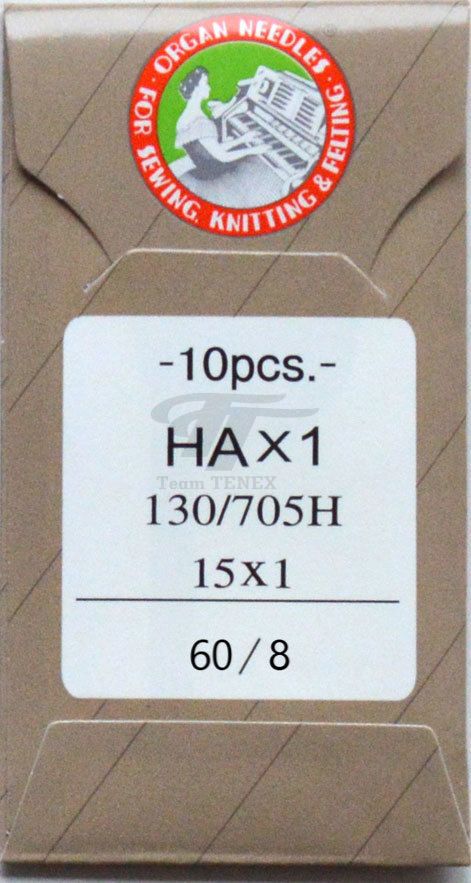 · ORGAN NEEDLES ·
FOR SEWING, KNITTING & FELTING
-10pcs.-
HA×1
Team TENEX
130/705H
15x1
60/8